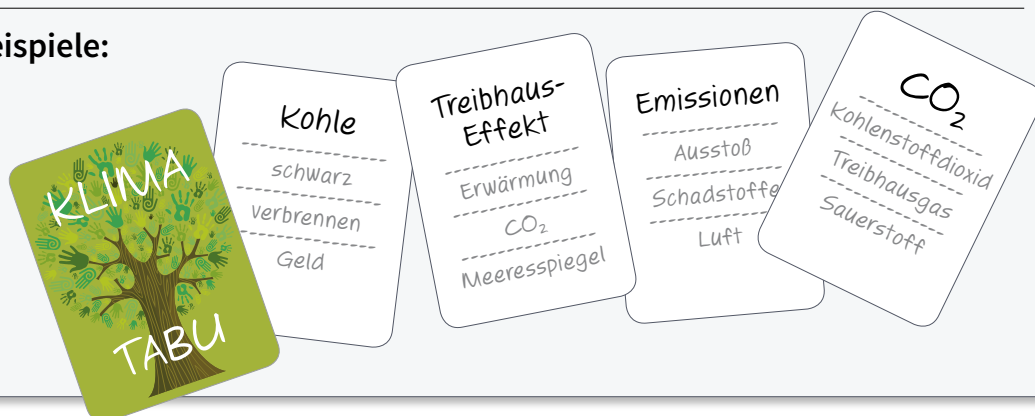 eispiele:
KLIMA
TABU
Kohle
schwarz
verbrennen
Geld
Treibhaus-
Effekt
Erwärmung
CO₂
Meeresspiegel
Emissionen
Ausstoß
Schadstoffe
Luft
CO₂
Kohlenstoffdioxid
Treibhausgas
Sauerstoff